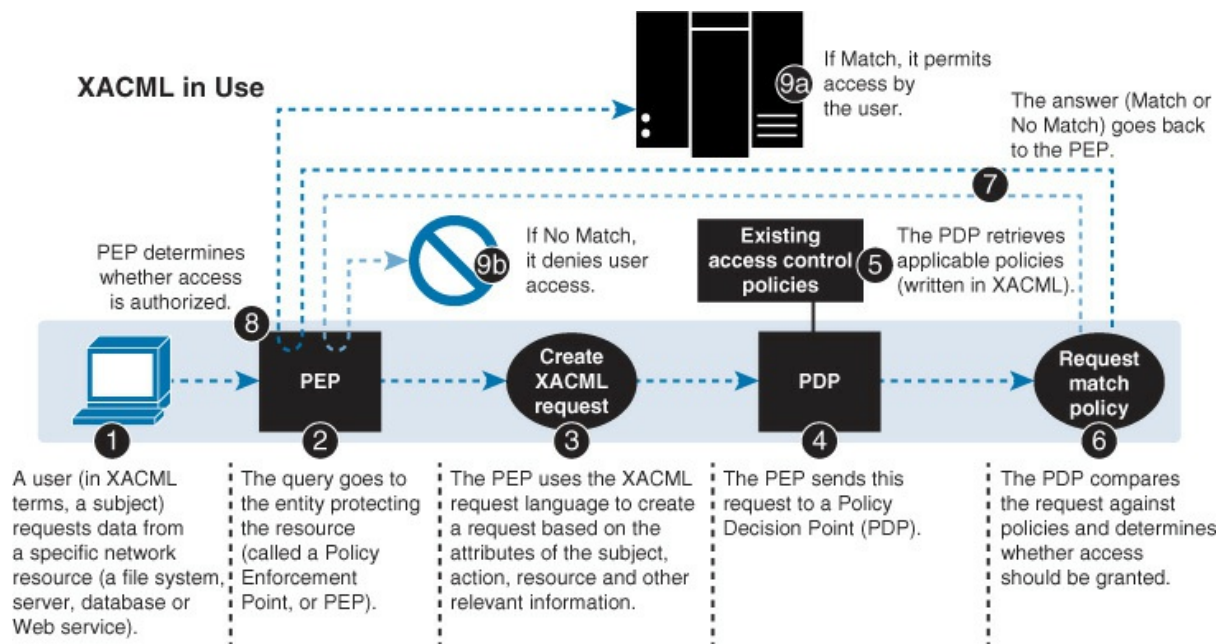 XACML in Use
9a
If Match, it permits
access by
the user.
The answer (Match or
No Match) goes back
to the PEP.
7
PEP determines
whether access
is authorized.
8
9b
If No Match,
it denies user
access.
Existing
access control
policies
5
The PDP retrieves
applicable policies
(written in XACML).
PEP
Create
XACML
request
PDP
Request
match
policy
1
2
3
4
6
A user (in XACML
terms, a subject)
requests data from
a specific network
resource (a file system,
server, database or
Web service).
The query goes to
the entity protecting
the resource
(called a Policy
Enforcement
Point, or PEP).
The PEP uses the XACML
request language to create
a request based on the
attributes of the subject,
action, resource and other
relevant information.
The PEP sends this
request to a Policy
Decision Point (PDP).
The PDP compares
the request against
policies and determines
whether access
should be granted.